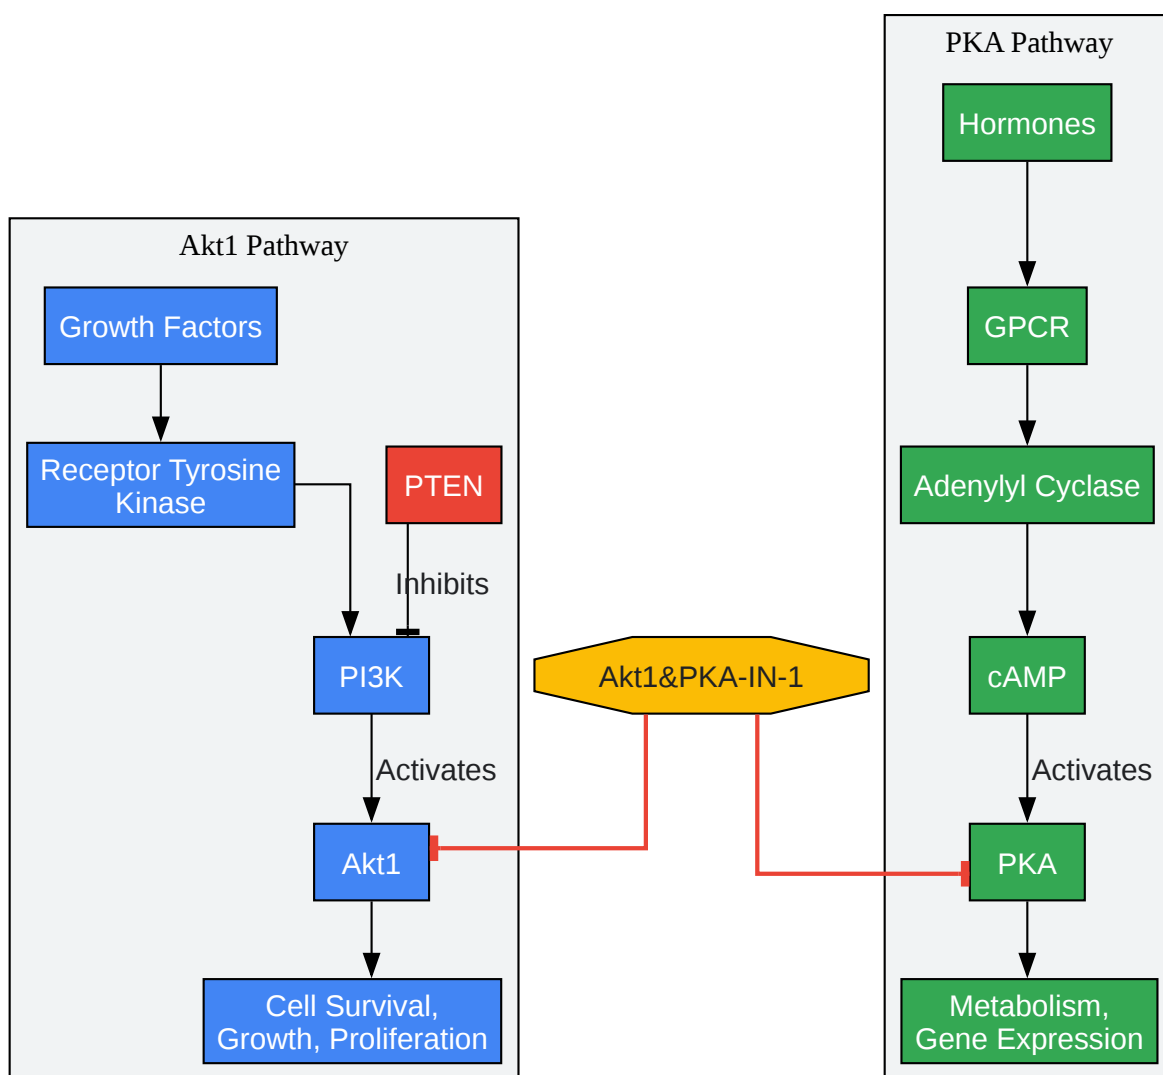 PKA Pathway
Hormones
Akt1 Pathway
Growth Factors
GPCR
Receptor Tyrosine
Kinase
PTEN
Adenylyl Cyclase
Inhibits
PI3K
Akt1&PKA-IN-1
cAMP
Activates
Activates
Akt1
PKA
Cell Survival,
Growth, Proliferation
Metabolism,
Gene Expression